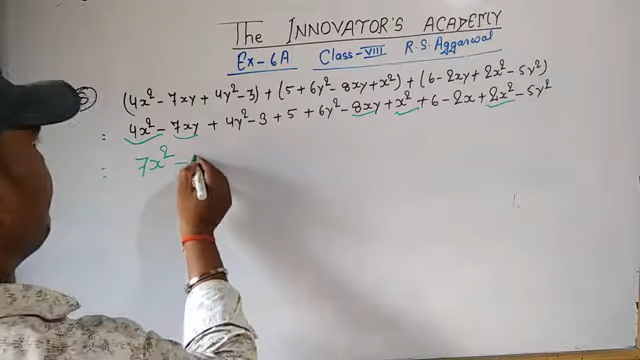 The INNOVATOR'S ACADEMY
Ex-6A Class-VIII R.S. Aggarwal
(4x²-7xy+4y²-3)+(5+6y²-8xy+x²)+(6-2xy+2x²-5y²)
: 4x²-7xy+4y²-3+5+6y²-8xy+x²+6-2x+2x²-5y²
: 7x²-